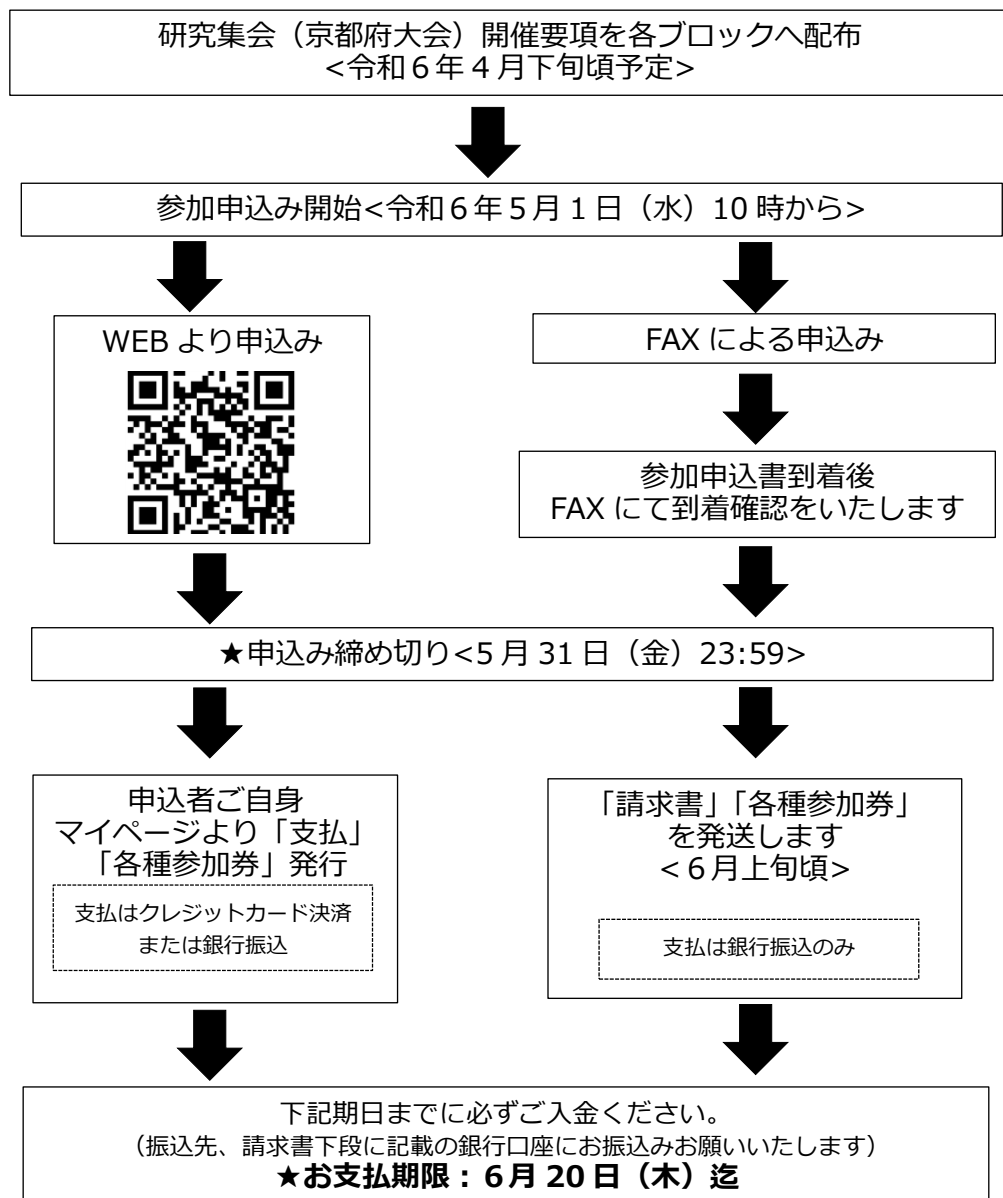 研究集会（京都府大会）開催要項を各ブロックへ配布
<令和６年４月下旬頃予定>
参加申込み開始<令和６年５月１日（水）10 時から>
WEB より申込み
FAX による申込み
参加申込書到着後
FAX にて到着確認をいたします
★申込み締め切り<5 月 31 日（金）23:59>
申込者ご自身
マイページより「支払」
「各種参加券」発行
支払はクレジットカード決済
または銀行振込
「請求書」「各種参加券」
を発送します
<６月上旬頃>
支払は銀行振込のみ
下記期日までに必ずご入金ください。
（振込先、請求書下段に記載の銀行口座にお振込みお願いいたします）
★お支払期限：６月 20 日（木）迄